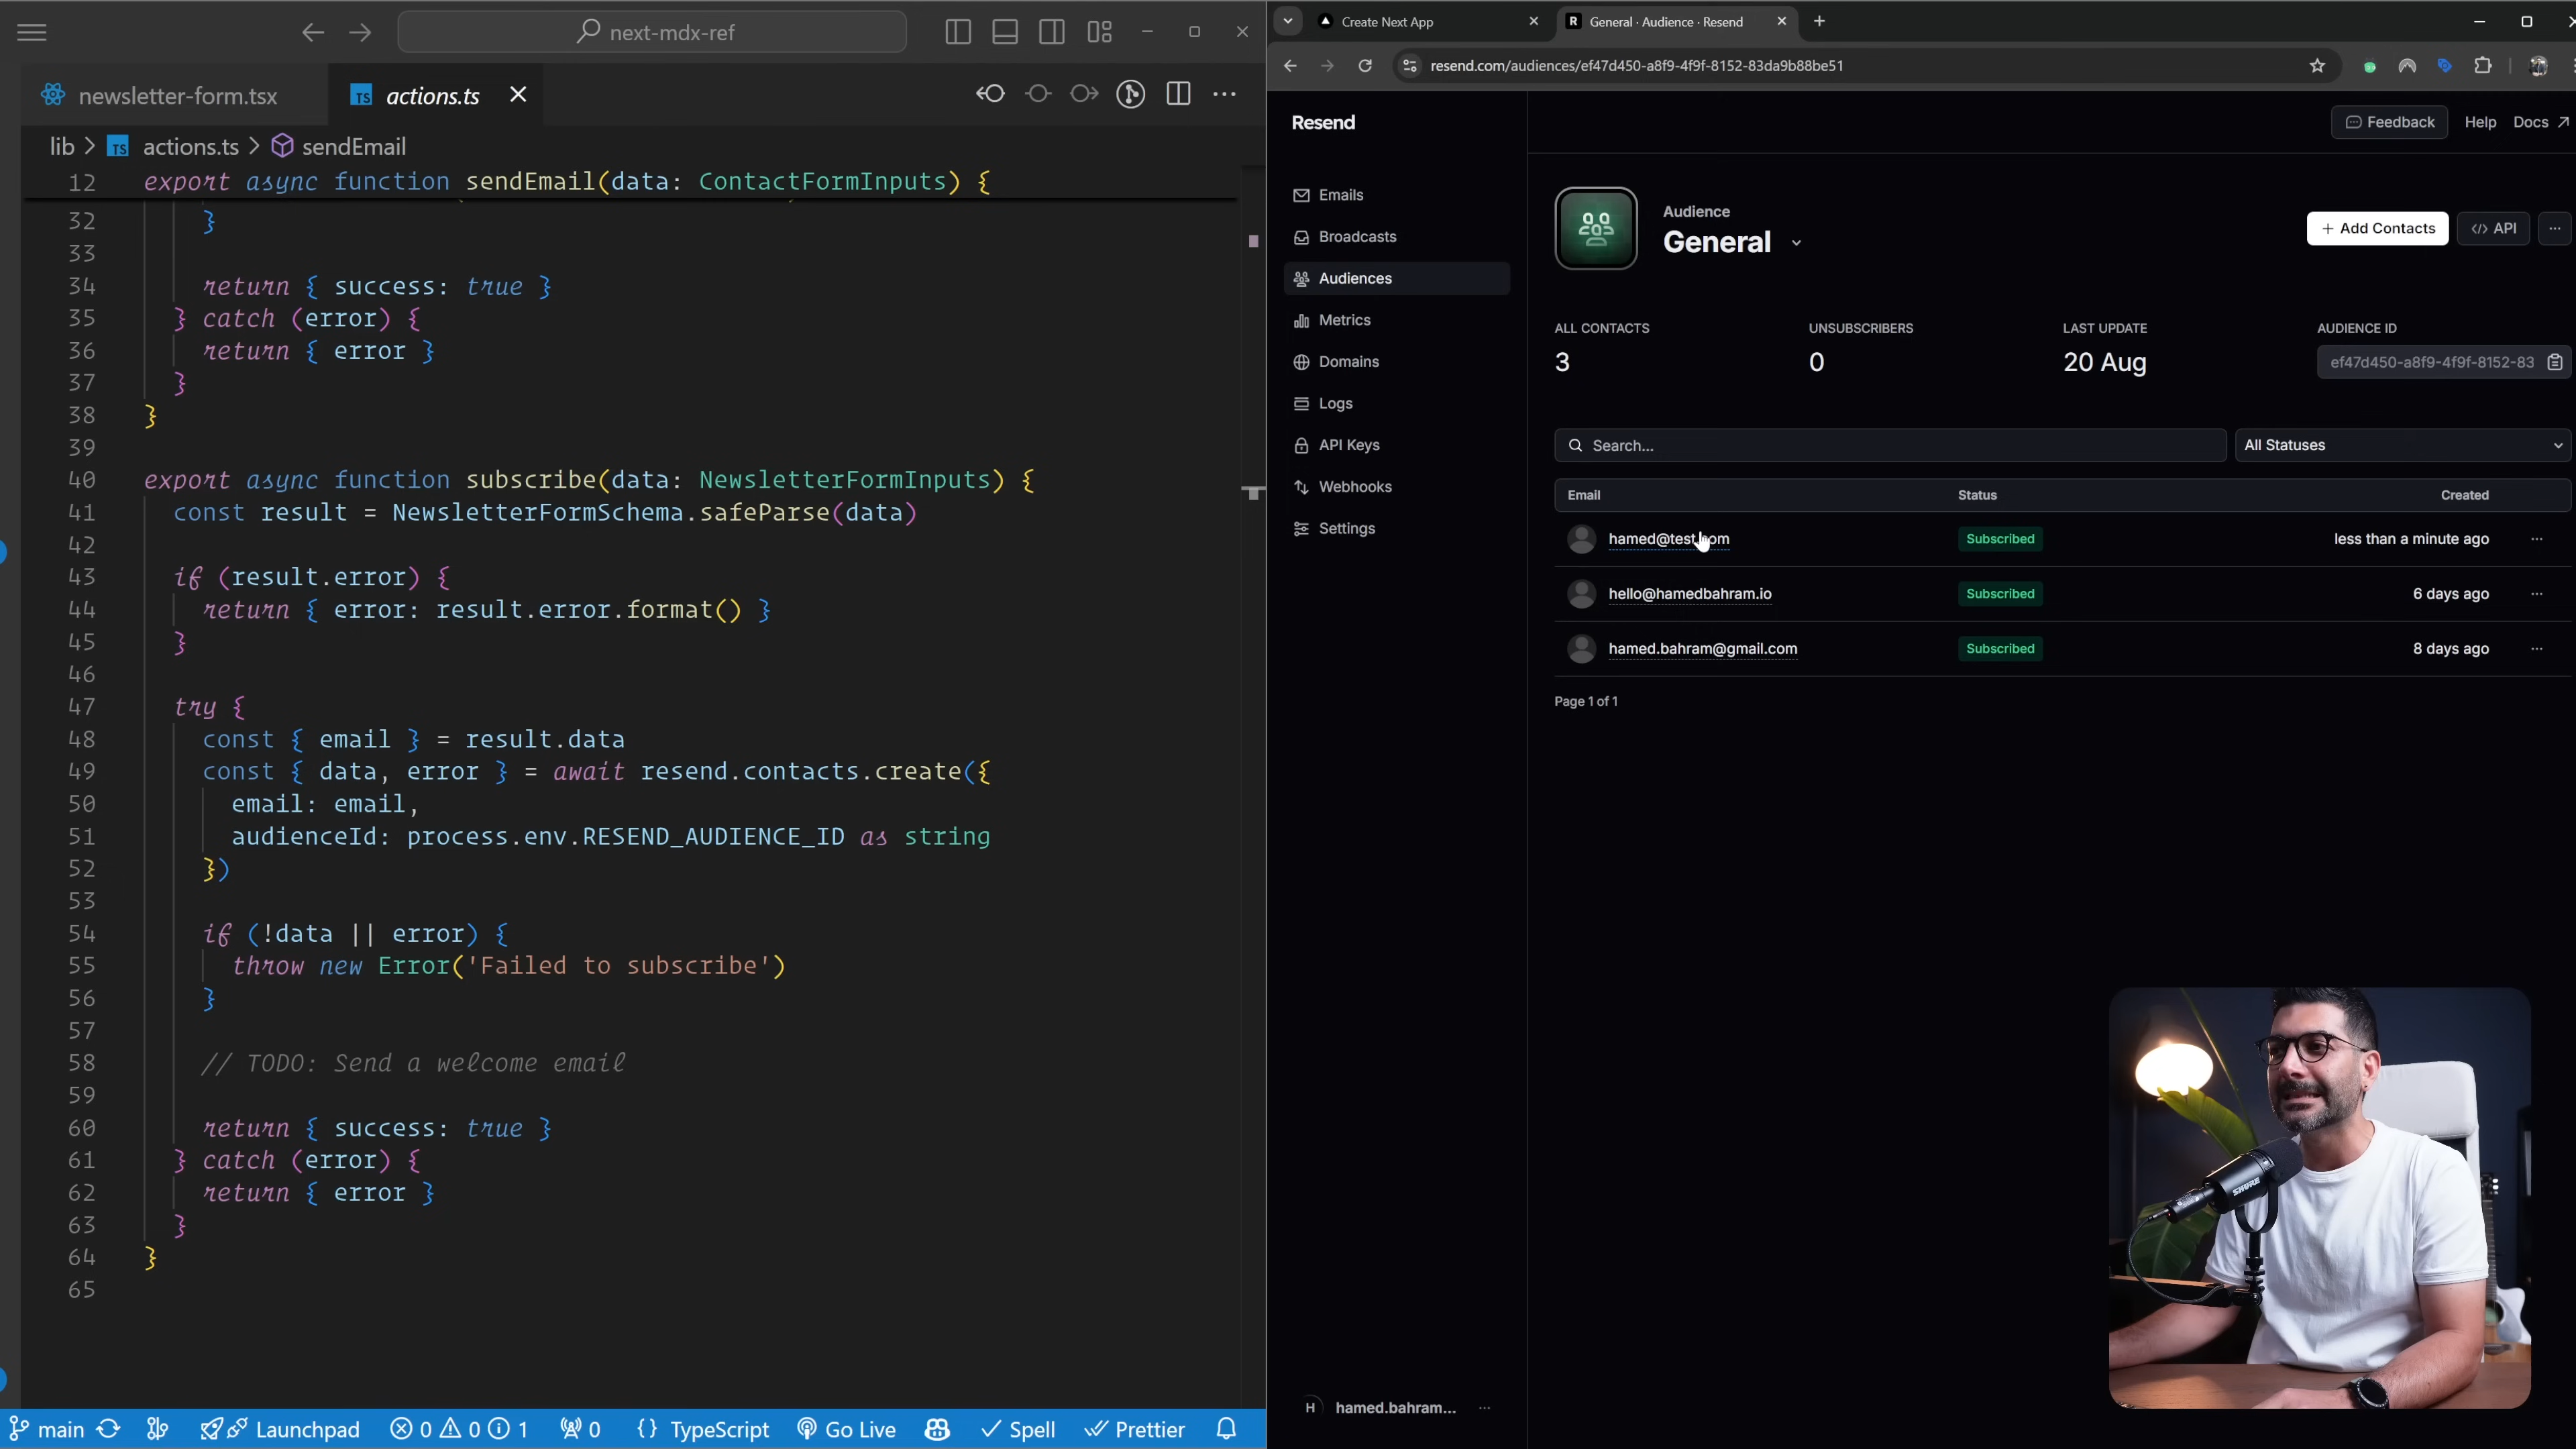 next-mdx-ref
newsletter-form.tsx
TS actions.ts
lib > TS actions.ts > sendEmail
12 export async function sendEmail(data: ContactFormInputs) {
32 }
33
34 return { success: true }
35 } catch (error) {
36 return { error }
37 }
38 }
39
40 export async function subscribe(data: NewsletterFormInputs) {
41 const result = NewsletterFormSchema.safeParse(data)
42
43 if (result.error) {
44 return { error: result.error.format() }
45 }
46
47 try {
48 const { email } = result.data
49 const { data, error } = await resend.contacts.create({
50 email: email,
51 audienceId: process.env.RESEND_AUDIENCE_ID as string
52 })
53
54 if (!data || error) {
55 throw new Error('Failed to subscribe')
56 }
57
58 // TODO: Send a welcome email
59
60 return { success: true }
61 } catch (error) {
62 return { error }
63 }
64 }
65
main 
Launchpad
0 0 1
0
{} TypeScript
Go Live
Spell
Prettier
Create Next App
R General · Audience · Resend
resend.com/audiences/ef47d450-a8f9-4f9f-8152-83da9b88be51
Resend
Feedback
Help
Docs
Emails
Broadcasts
Audiences
Metrics
Domains
Logs
API Keys
Webhooks
Settings
H hamed.bahram...
Audience
General
+ Add Contacts
</> API
ALL CONTACTS
3
UNSUBSCRIBERS
0
LAST UPDATE
20 Aug
AUDIENCE ID
ef47d450-a8f9-4f9f-8152-83
Search...
All Statuses
Email Status Created
hamed@test.com Subscribed less than a minute ago
hello@hamedbahram.io Subscribed 6 days ago
hamed.bahram@gmail.com Subscribed 8 days ago
Page 1 of 1
SHURE